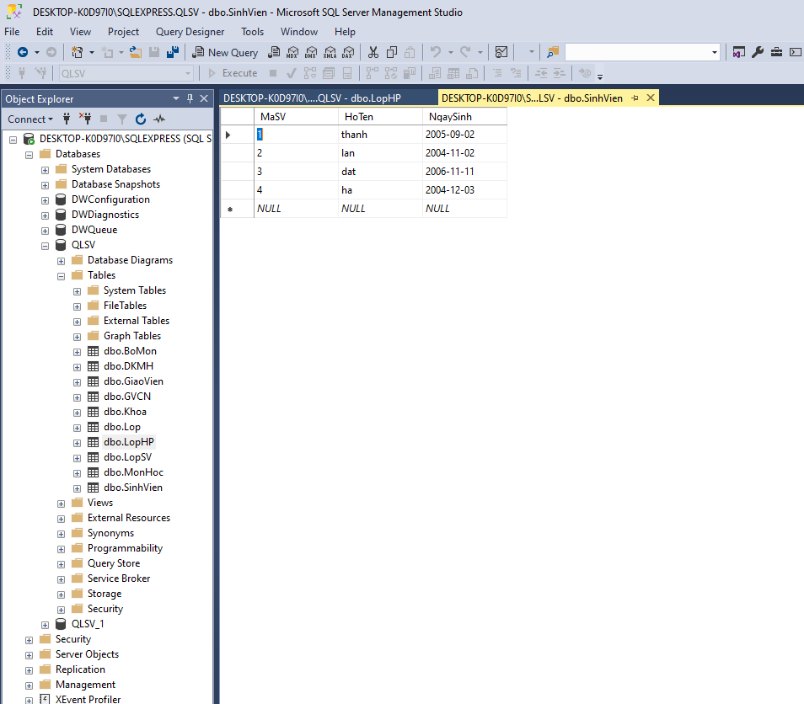 DESKTOP-K0D97I0\SQLEXPRESS.QLSV - dbo.SinhVien - Microsoft SQL Server Management Studio
File Edit View Project Query Designer Tools Window Help
New Query
QLSV Execute
Object Explorer
DESKTOP-K0D97I0\....QLSV - dbo.LopHP DESKTOP-K0D97I0\S...LSV - dbo.SinhVien
Connect
MaSV HoTen NgaySinh
1 thanh 2005-09-02
2 lan 2004-11-02
3 dat 2006-11-11
4 ha 2004-12-03
NULL NULL NULL
DESKTOP-K0D97I0\SQLEXPRESS (SQL S
Databases
System Databases
Database Snapshots
DWConfiguration
DWDiagnostics
DWQueue
QLSV
Database Diagrams
Tables
System Tables
FileTables
External Tables
Graph Tables
dbo.BoMon
dbo.DKMH
dbo.GiaoVien
dbo.GVCN
dbo.Khoa
dbo.Lop
dbo.LopHP
dbo.LopSV
dbo.MonHoc
dbo.SinhVien
Views
External Resources
Synonyms
Programmability
Query Store
Service Broker
Storage
Security
QLSV_1
Security
Server Objects
Replication
Management
XEvent Profiler